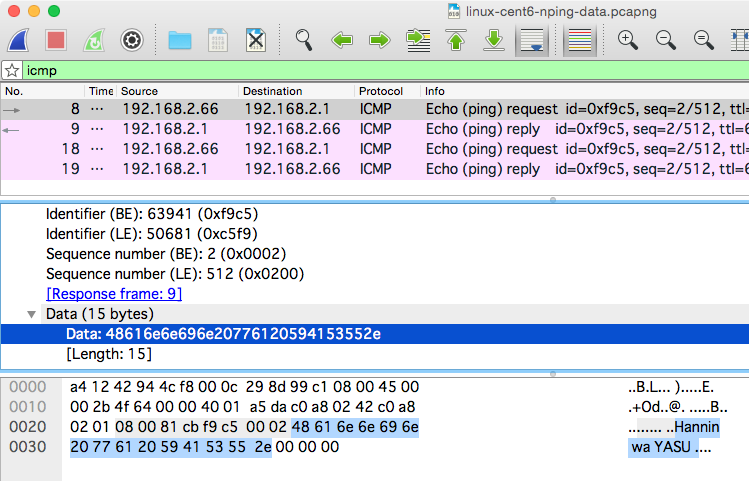 linux-cent6-nping-data.pcapng
icmp
No. Time Source Destination Protocol Info
8 ... 192.168.2.66 192.168.2.1 ICMP Echo (ping) request id=0xf9c5, seq=2/512, ttl=
9 ... 192.168.2.1 192.168.2.66 ICMP Echo (ping) reply id=0xf9c5, seq=2/512, ttl=6
18 ... 192.168.2.66 192.168.2.1 ICMP Echo (ping) request id=0xf9c5, seq=2/512, ttl=
19 ... 192.168.2.1 192.168.2.66 ICMP Echo (ping) reply id=0xf9c5, seq=2/512, ttl=6
Identifier (BE): 63941 (0xf9c5)
Identifier (LE): 50681 (0xc5f9)
Sequence number (BE): 2 (0x0002)
Sequence number (LE): 512 (0x0200)
[Response frame: 9]
Data (15 bytes)
Data: 48616e6e696e20776120594153552e
[Length: 15]
0000 a4 12 42 94 4c f8 00 0c 29 8d 99 c1 08 00 45 00 ..B.L... ).....E.
0010 00 2b 4f 64 00 00 40 01 a5 da c0 a8 02 42 c0 a8 .+Od..@. .....B..
0020 02 01 08 00 81 cb f9 c5 00 02 48 61 6e 6e 69 6e ........ ..Hannin
0030 20 77 61 20 59 41 53 55 2e 00 00 00 wa YASU ....